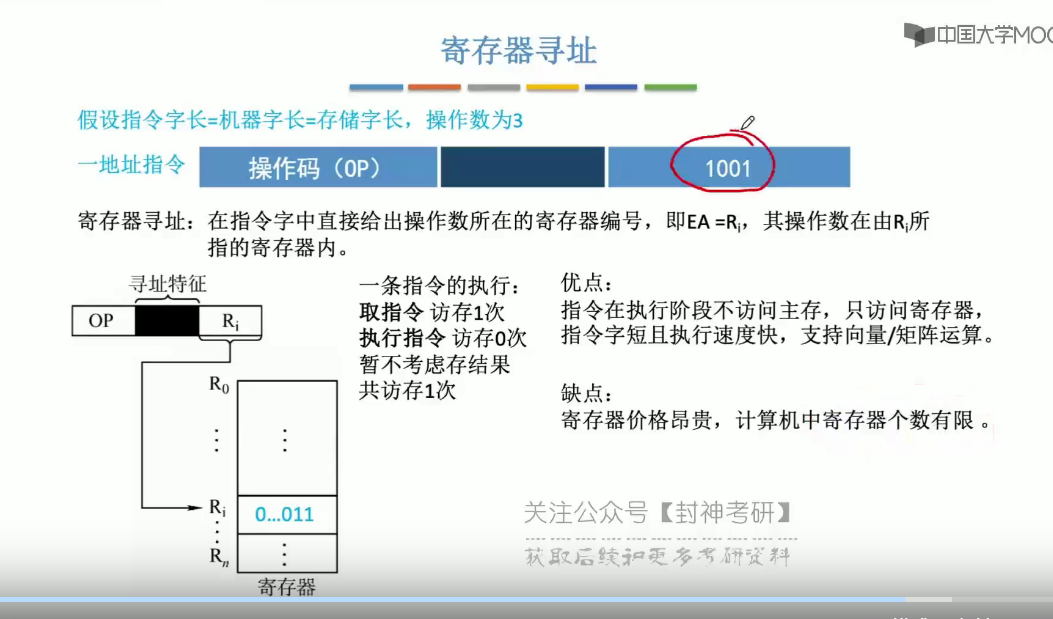 中国大学MOO
寄存器寻址
假设指令字长=机器字长=存储字长，操作数为3
一地址指令 操作码（OP） 1001
寄存器寻址：在指令字中直接给出操作数所在的寄存器编号，即EA =Ri，其操作数在由Ri所
指的寄存器内。
寻址特征
OP Ri
R0
⋮ ⋮
Ri 0…011
⋮
Rn ⋮
寄存器
一条指令的执行：
取指令 访存1次
执行指令 访存0次
暂不考虑存结果
共访存1次
优点：
指令在执行阶段不访问主存，只访问寄存器，
指令字短且执行速度快，支持向量/矩阵运算。
缺点：
寄存器价格昂贵，计算机中寄存器个数有限 。
关注公众号【封神考研】
获取后续和更多考研资料